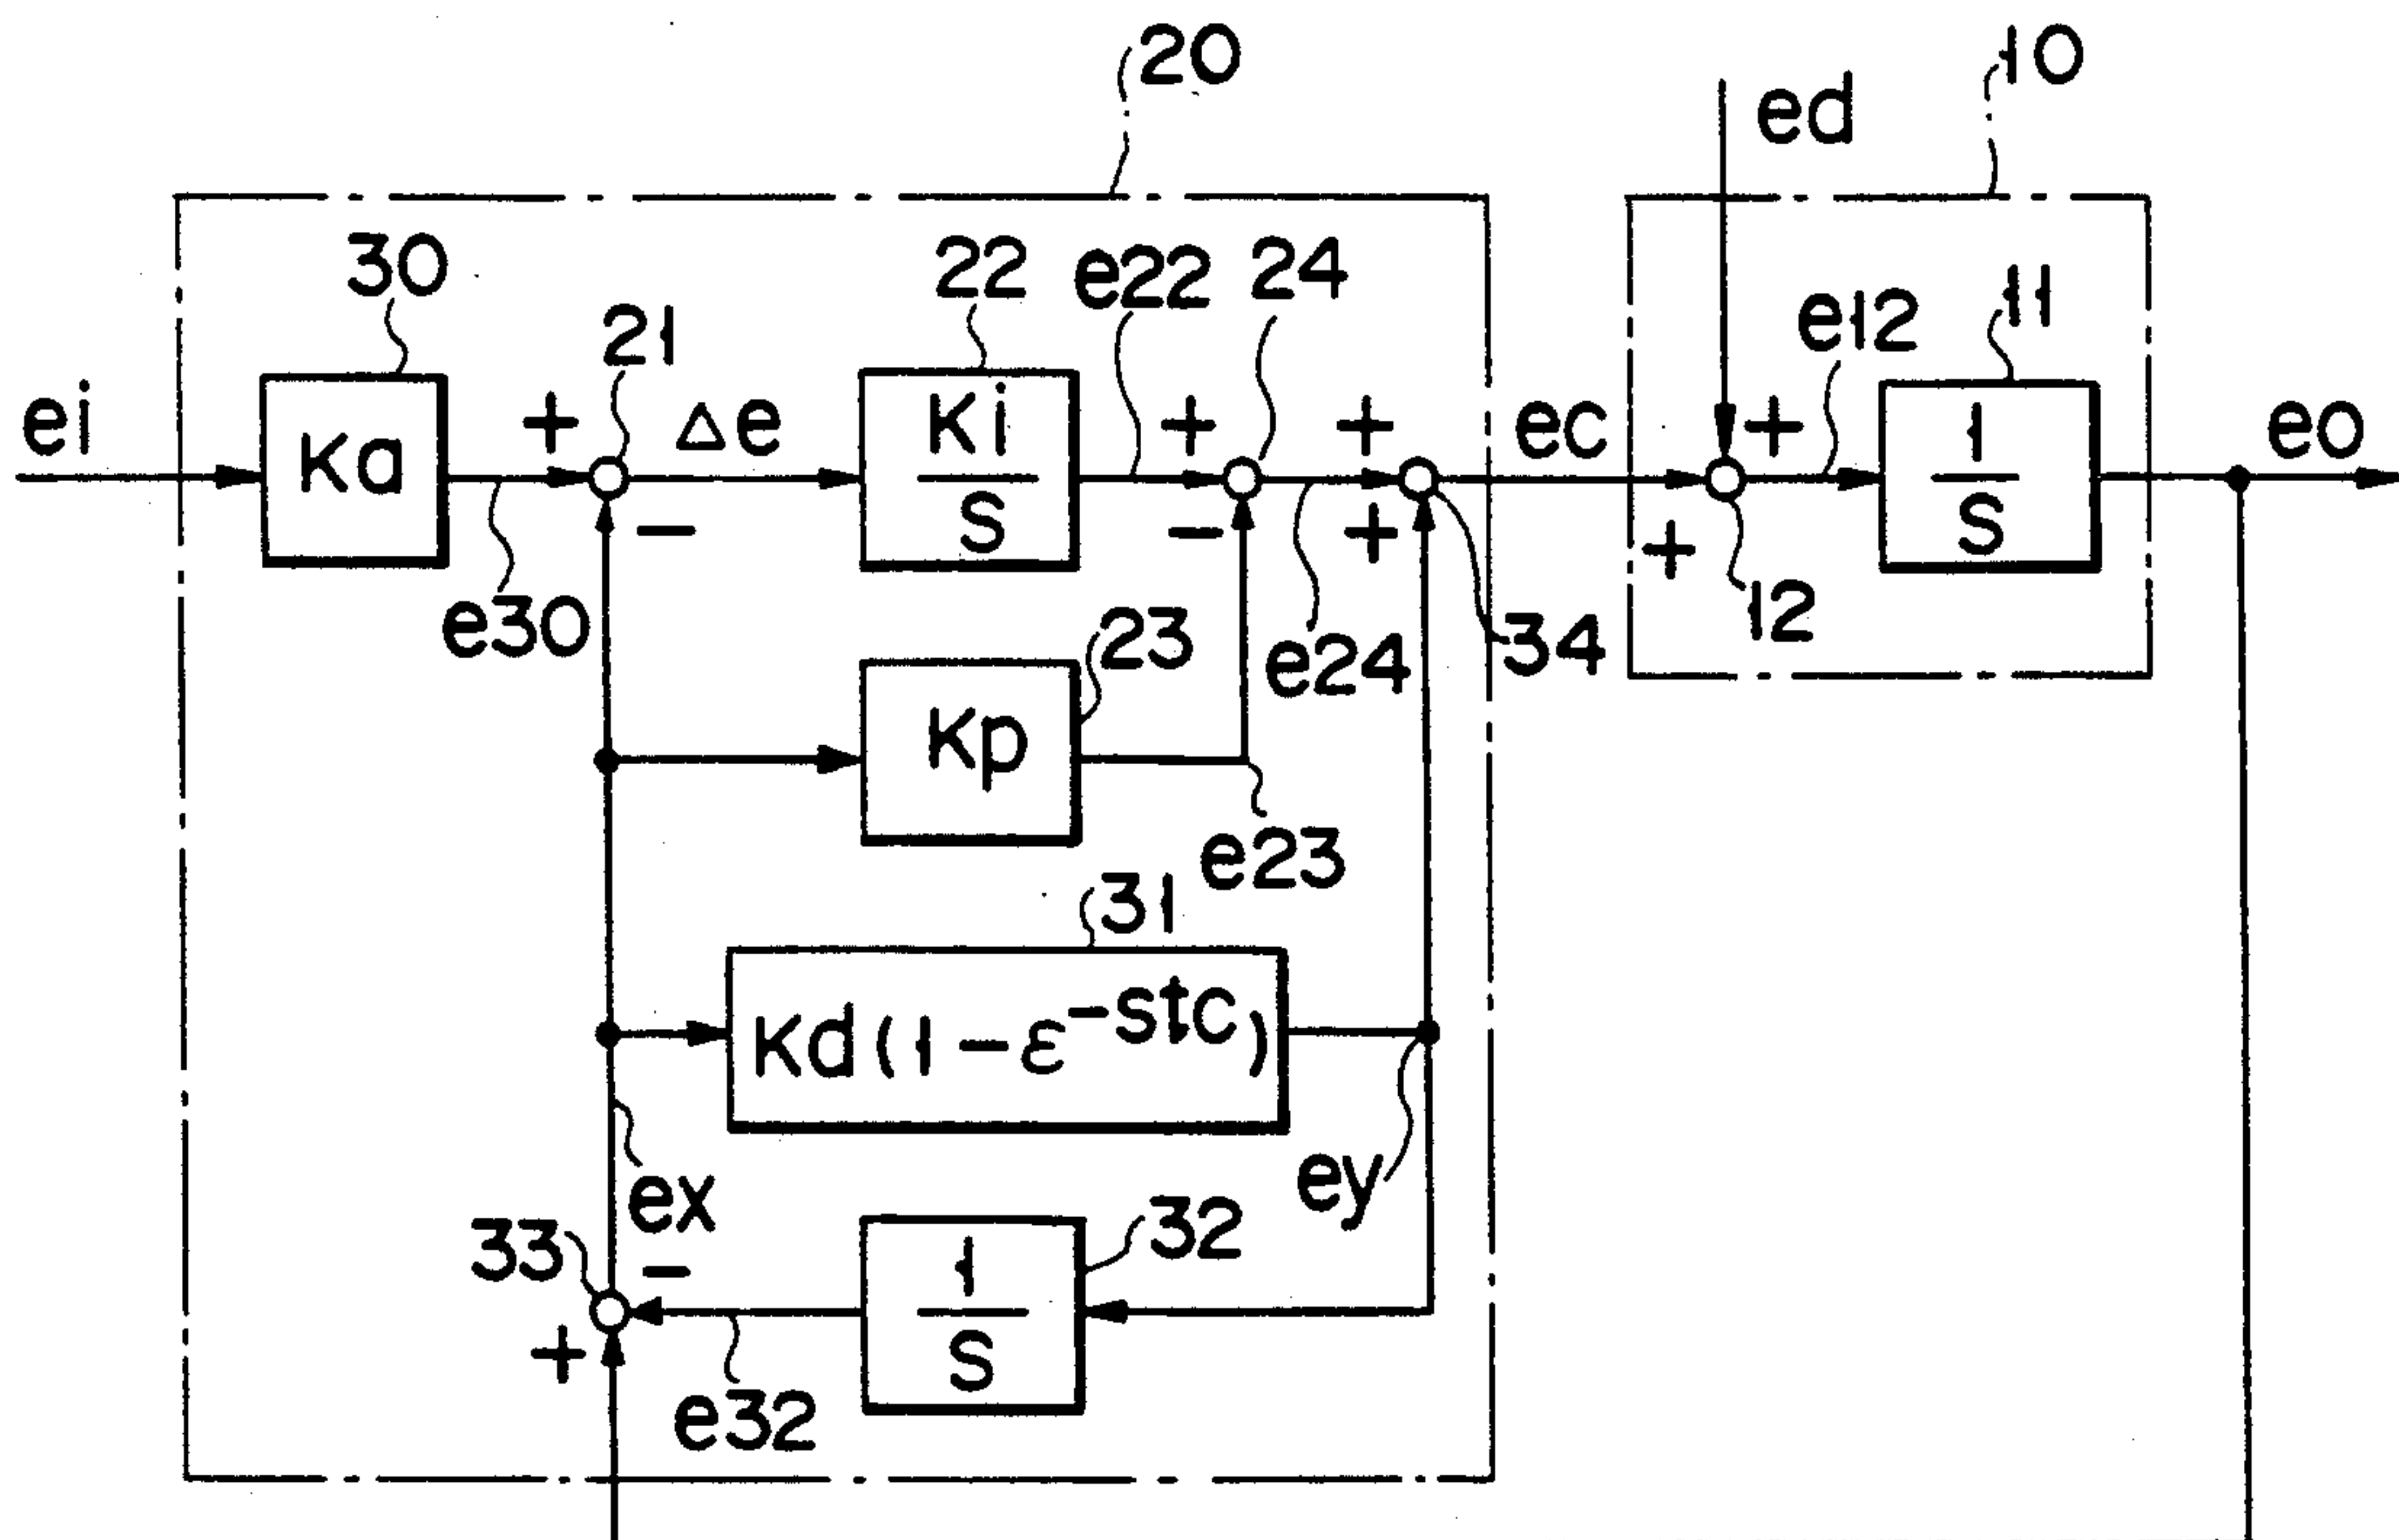 20
10
ed
30
22
e22
24
11
21
e12
ei
Ka
+
Δe
Ki
S
+
+
ec
+
1
S
eo
-
-
+
+
e30
23
e24
34
12
Kp
e23
31
Kd(1-ε-stc)
ex
ey
33
-
1
S
32
+
e32